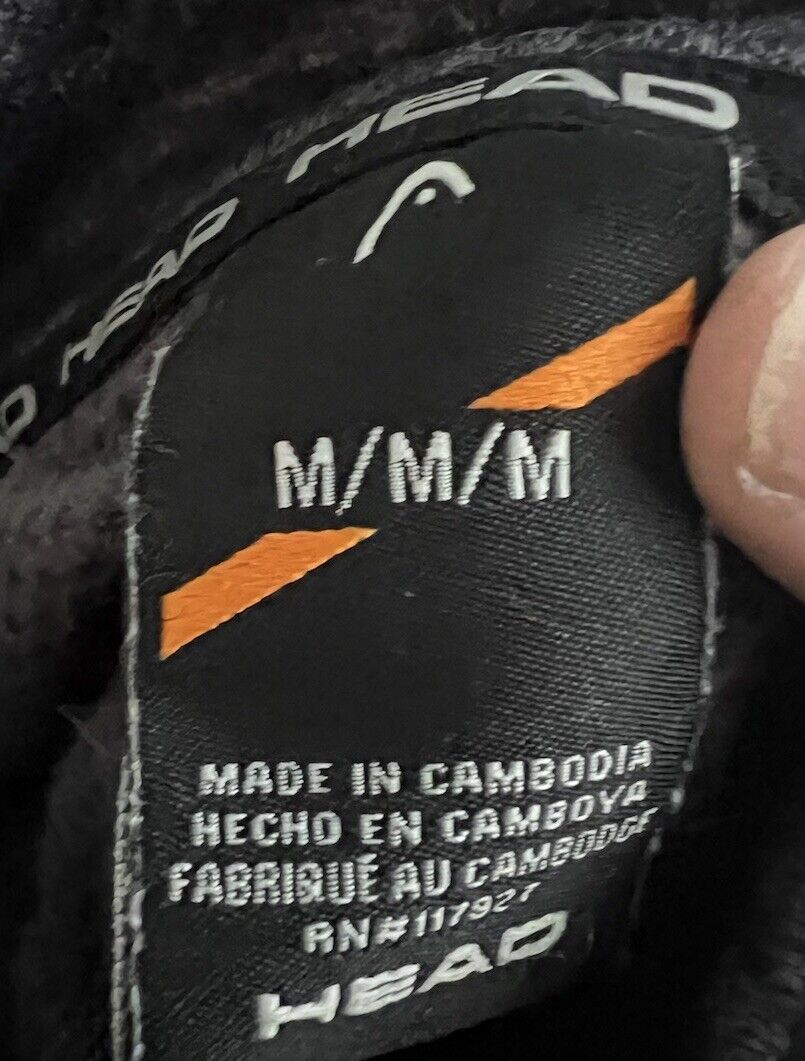 D HEAD HEAD
M/M/M
MADE IN CAMBODIA
HECHO EN CAMBOYA
FABRIQUÉ AU CAMBODGE
RN#117927
HEAD